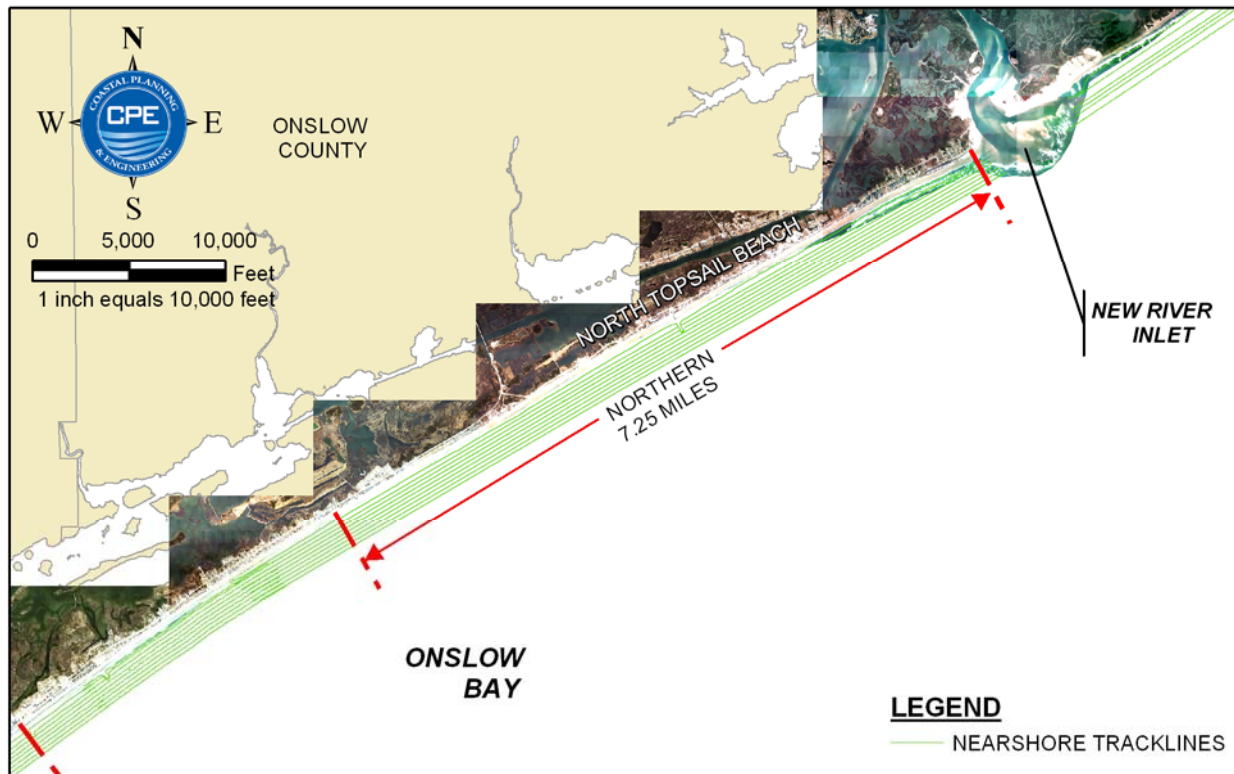 N
COASTAL PLANNING
CPE
& ENGINEERING
W
E
S
ONSLOW
COUNTY
0 5,000 10,000
Feet
1 inch equals 10,000 feet
NORTH TOPSAIL BEACH
NEW RIVER
INLET
NORTHERN
7.25 MILES
ONSLOW
BAY
LEGEND
NEARSHORE TRACKLINES